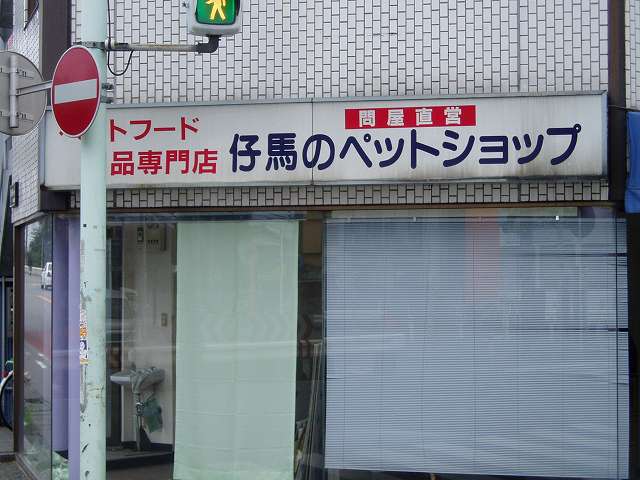 問屋直営
トフード
品専門店
仔馬のペットショップ